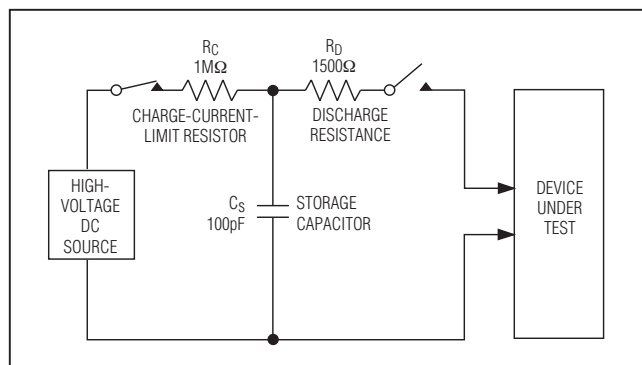 RC
1MΩ
CHARGE-CURRENT-
LIMIT RESISTOR
RD
1500Ω
DISCHARGE
RESISTANCE
HIGH-
VOLTAGE
DC
SOURCE
CS
100pF
STORAGE
CAPACITOR
DEVICE
UNDER
TEST